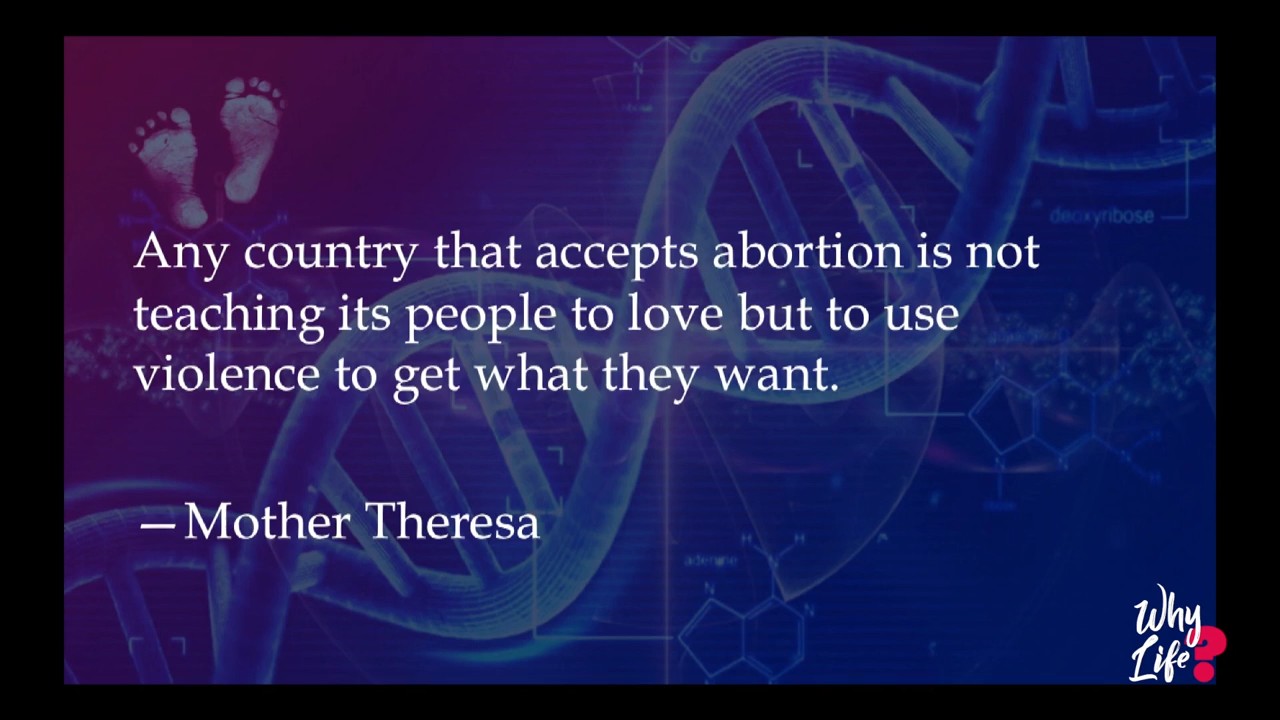 deoxyribose
Any country that accepts abortion is not
teaching its people to love but to use
violence to get what they want.
—Mother Theresa
adenine
H H
N
N
N
Why
Life?